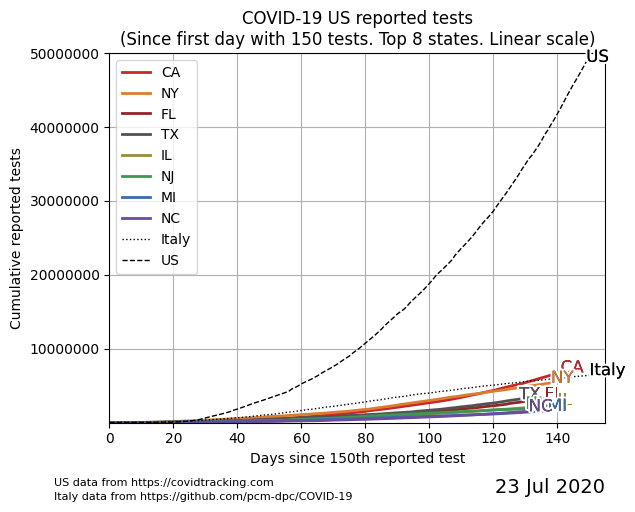 COVID-19 US reported tests
(Since first day with 150 tests. Top 8 states. Linear scale)
50000000
40000000
30000000
20000000
10000000
Cumulative reported tests
CA
NY
FL
TX
IL
NJ
MI
NC
Italy
US
US
CA
Italy
NY
TX
FL
NC
MI
0
20
40
60
80
100
120
140
Days since 150th reported test
US data from https://covidtracking.com
Italy data from https://github.com/pcm-dpc/COVID-19
23 Jul 2020